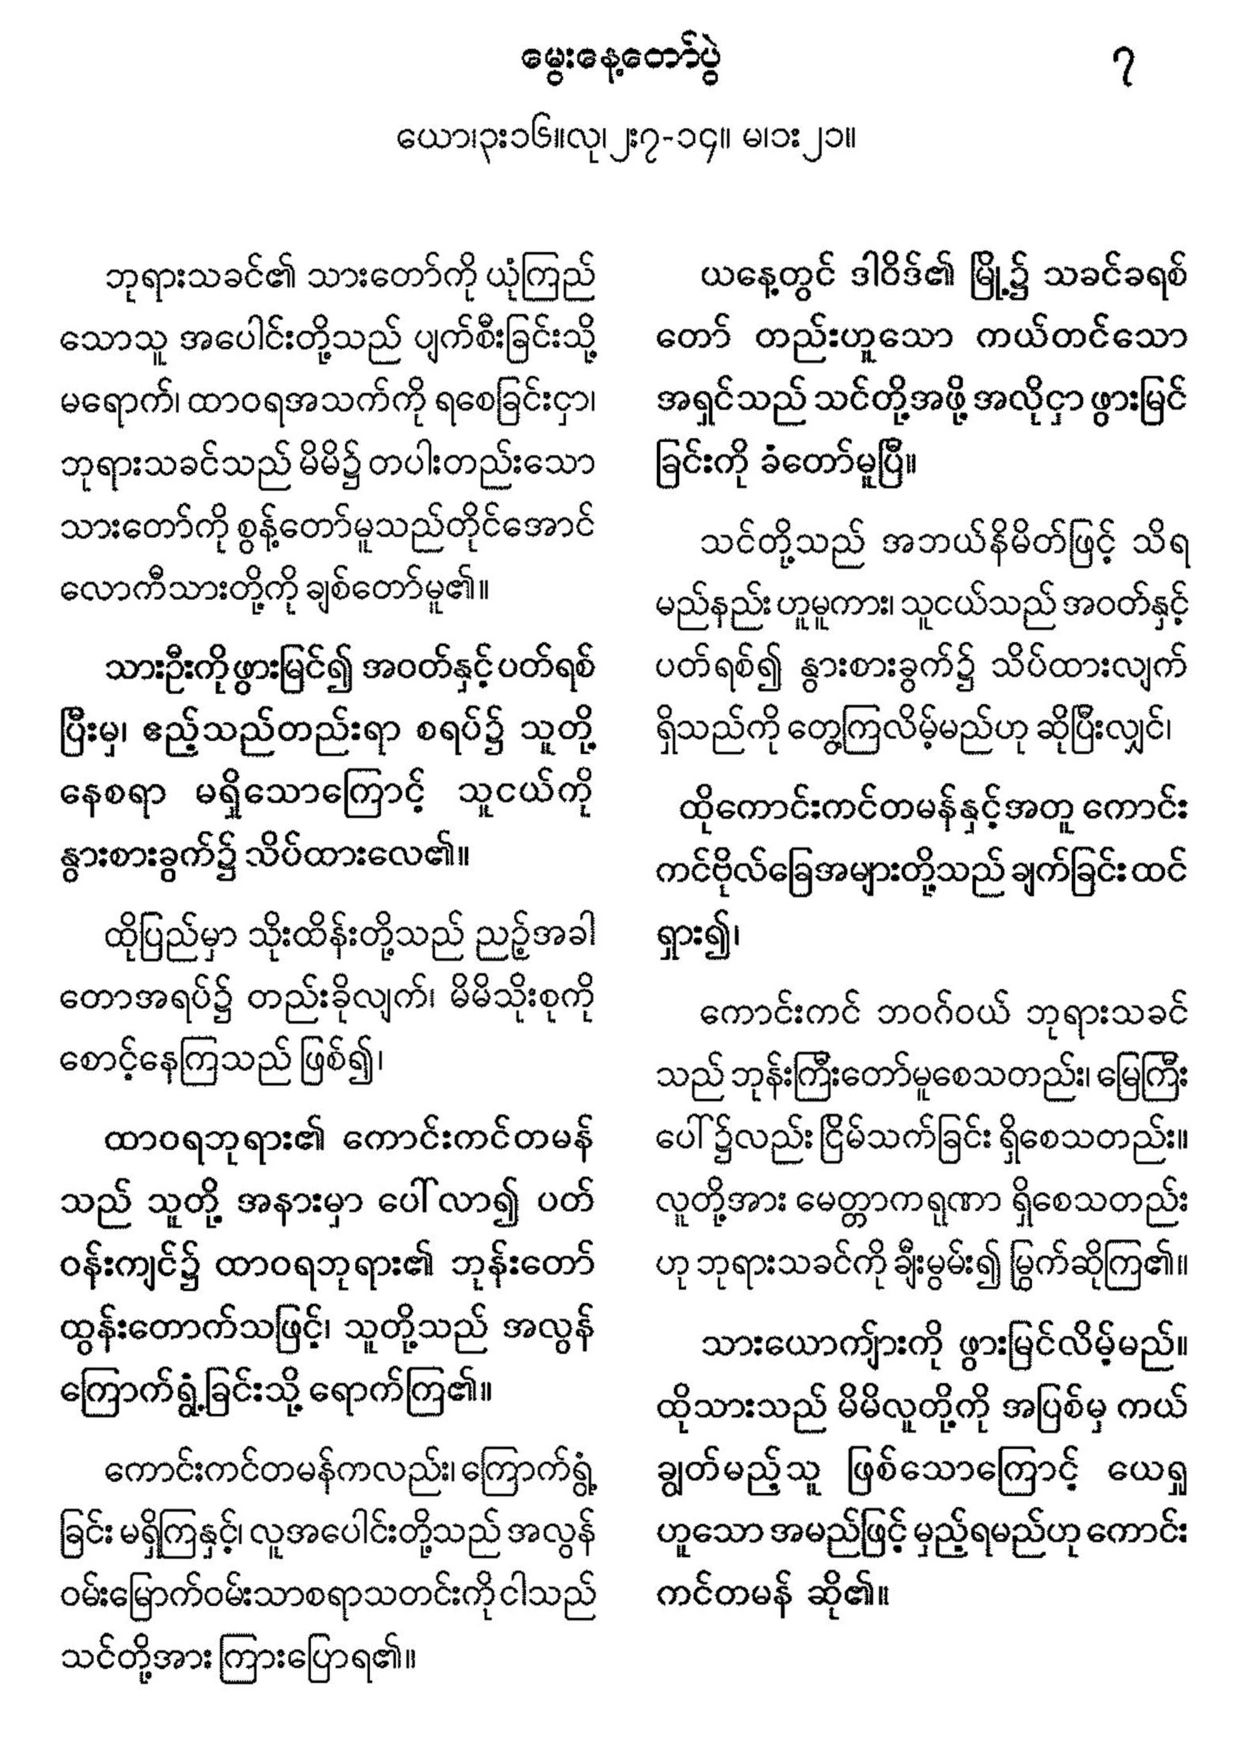 မွေးနေ့တော်ပွဲ
၇
ယော၊၃း၁၆။လု၊၂း၇-၁၄။ မ၊၁း၂၁။
ဘုရားသခင်၏ သားတော်ကို ယုံကြည်
သောသူ အပေါင်းတို့သည် ပျက်စီးခြင်းသို့
မရောက်၊ ထာဝရအသက်ကို ရစေခြင်းငှာ၊
ဘုရားသခင်သည် မိမိ၌ တပါးတည်းသော
သားတော်ကို စွန့်တော်မူသည်တိုင်အောင်
လောကီသားတို့ကို ချစ်တော်မူ၏။
သားဦးကို ဖွားမြင်၍ အဝတ်နှင့် ပတ်ရစ်
ပြီးမှ၊ ဧည့်သည်တည်းရာ စရပ်၌ သူတို့
နေစရာ မရှိသောကြောင့် သူငယ်ကို
နွားစားခွက်၌ သိပ်ထားလေ၏။
ထိုပြည်မှာ သိုးထိန်းတို့သည် ညဉ့်အခါ
တောအရပ်၌ တည်းခိုလျက်၊ မိမိသိုးစုကို
စောင့်နေကြသည် ဖြစ်၍၊
ထာဝရဘုရား၏ ကောင်းကင်တမန်
သည် သူတို့ အနားမှာ ပေါ်လာ၍ ပတ်
ဝန်းကျင်၌ ထာဝရဘုရား၏ ဘုန်းတော်
ထွန်းတောက်သဖြင့်၊ သူတို့သည် အလွန်
ကြောက်ရွံ့ခြင်းသို့ ရောက်ကြ၏။
ကောင်းကင်တမန်ကလည်း၊ ကြောက်ရွံ့
ခြင်း မရှိကြနှင့်၊ လူအပေါင်းတို့သည် အလွန်
ဝမ်းမြောက်ဝမ်းသာစရာသတင်းကို ငါသည်
သင်တို့အား ကြားပြောရ၏။
ယနေ့တွင် ဒါဝိဒ်၏ မြို့၌ သခင်ခရစ်
တော် တည်းဟူသော ကယ်တင်သော
အရှင်သည် သင်တို့အဖို့ အလိုငှာ ဖွားမြင်
ခြင်းကို ခံတော်မူပြီ။
သင်တို့သည် အဘယ်နိမိတ်ဖြင့် သိရ
မည်နည်း ဟူမူကား၊ သူငယ်သည် အဝတ်နှင့်
ပတ်ရစ်၍ နွားစားခွက်၌ သိပ်ထားလျက်
ရှိသည်ကို တွေ့ကြလိမ့်မည်ဟု ဆိုပြီးလျှင်၊
ထိုကောင်းကင်တမန်နှင့်အတူ ကောင်း
ကင်ဗိုလ်ခြေအများတို့သည် ချက်ခြင်း ထင်
ရှား၍၊
ကောင်းကင် ဘဝဂ်ဝယ် ဘုရားသခင်
သည် ဘုန်းကြီးတော်မူစေသတည်း၊ မြေကြီး
ပေါ်၌လည်း ငြိမ်သက်ခြင်း ရှိစေသတည်း။
လူတို့အား မေတ္တာကရုဏာ ရှိစေသတည်း
ဟု ဘုရားသခင်ကို ချီးမွမ်း၍ မြွက်ဆိုကြ၏။
သားယောကျ်ားကို ဖွားမြင်လိမ့်မည်။
ထိုသားသည် မိမိလူတို့ကို အပြစ်မှ ကယ်
ချွတ်မည့်သူ ဖြစ်သောကြောင့် ယေရှု
ဟူသော အမည်ဖြင့် မှည့်ရမည်ဟု ကောင်း
ကင်တမန် ဆို၏။